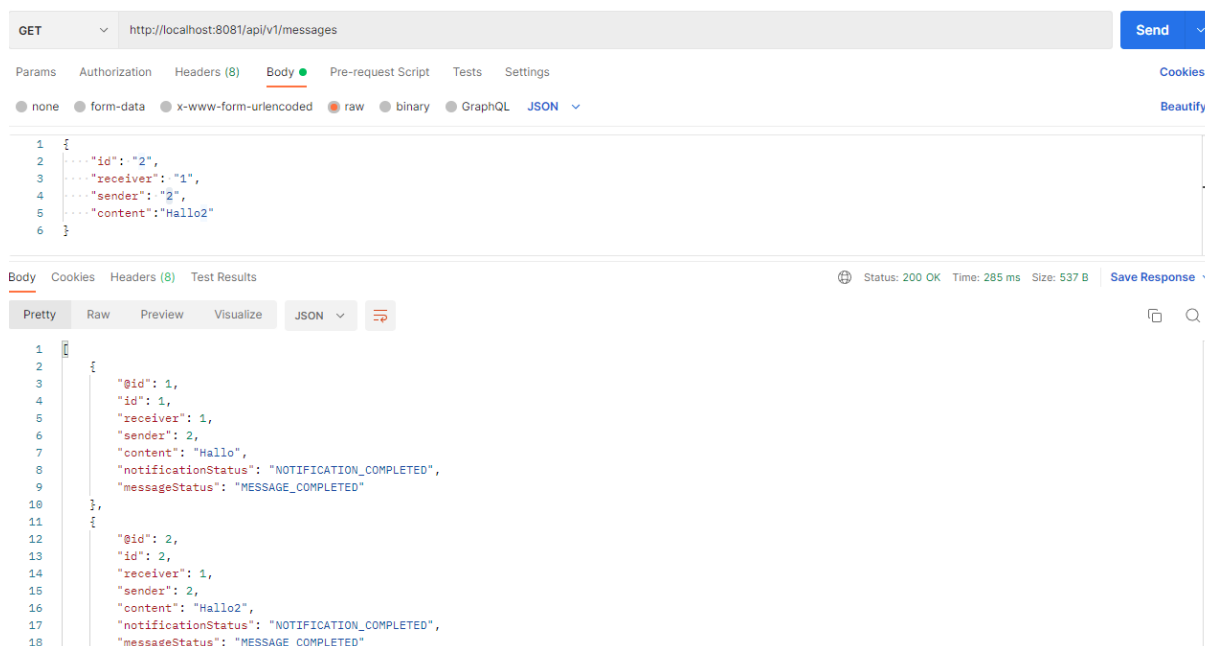 GET http://localhost:8081/api/v1/messages Send
Params Authorization Headers (8) Body Pre-request Script Tests Settings Cookies
none form-data x-www-form-urlencoded raw binary GraphQL JSON Beautify
1 {
2 "id": "2",
3 "receiver": "1",
4 "sender": "2",
5 "content":"Hallo2"
6 }
Body Cookies Headers (8) Test Results Status: 200 OK Time: 285 ms Size: 537 B Save Response
Pretty Raw Preview Visualize JSON
1 [
2 {
3 "@id": 1,
4 "id": 1,
5 "receiver": 1,
6 "sender": 2,
7 "content": "Hallo",
8 "notificationStatus": "NOTIFICATION_COMPLETED",
9 "messageStatus": "MESSAGE_COMPLETED"
10 },
11 {
12 "@id": 2,
13 "id": 2,
14 "receiver": 1,
15 "sender": 2,
16 "content": "Hallo2",
17 "notificationStatus": "NOTIFICATION_COMPLETED",
18 "messageStatus": "MESSAGE_COMPLETED"